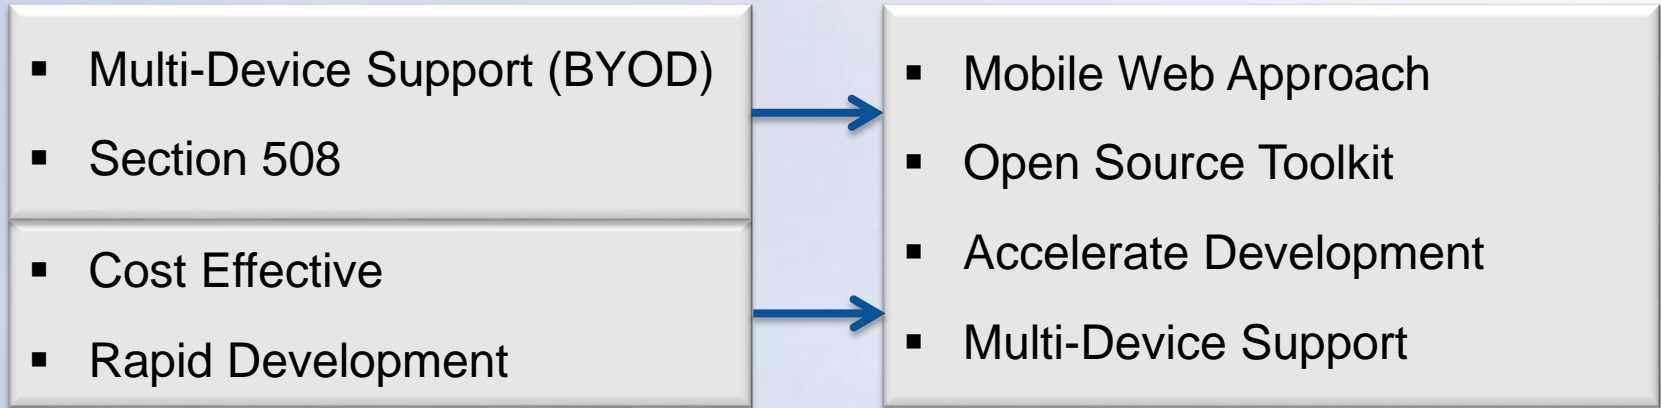 ▪ Multi-Device Support (BYOD)
▪ Section 508
▪ Cost Effective
▪ Rapid Development
▪ Mobile Web Approach
▪ Open Source Toolkit
▪ Accelerate Development
▪ Multi-Device Support